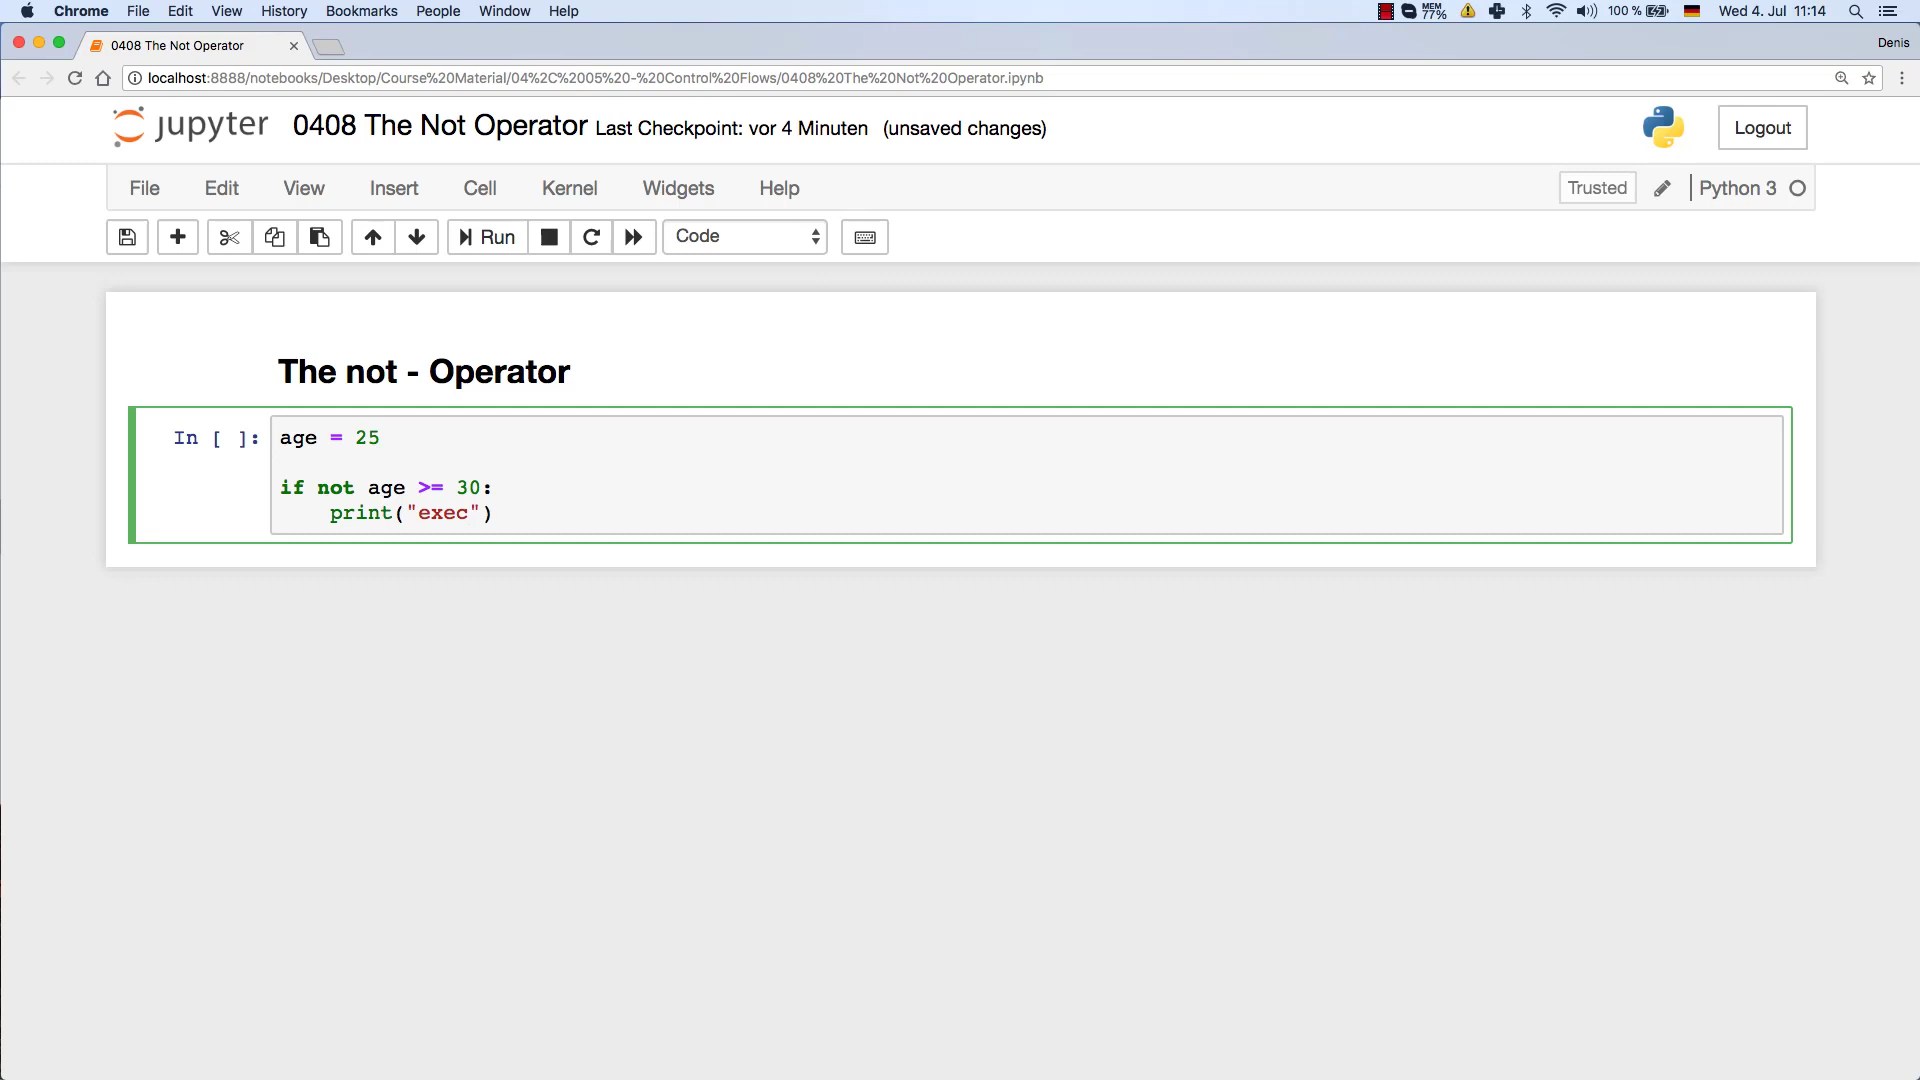 Chrome File Edit View History Bookmarks People Window Help MEM 77% 100 % Wed 4. Jul 11:14
0408 The Not Operator Denis
localhost:8888/notebooks/Desktop/Course%20Material/04%2C%2005%20-%20Control%20Flows/0408%20The%20Not%20Operator.ipynb
jupyter 0408 The Not Operator Last Checkpoint: vor 4 Minuten (unsaved changes) Logout
File Edit View Insert Cell Kernel Widgets Help Trusted Python 3
Run Code
The not - Operator
In [ ]: age = 25
if not age >= 30:
print("exec")